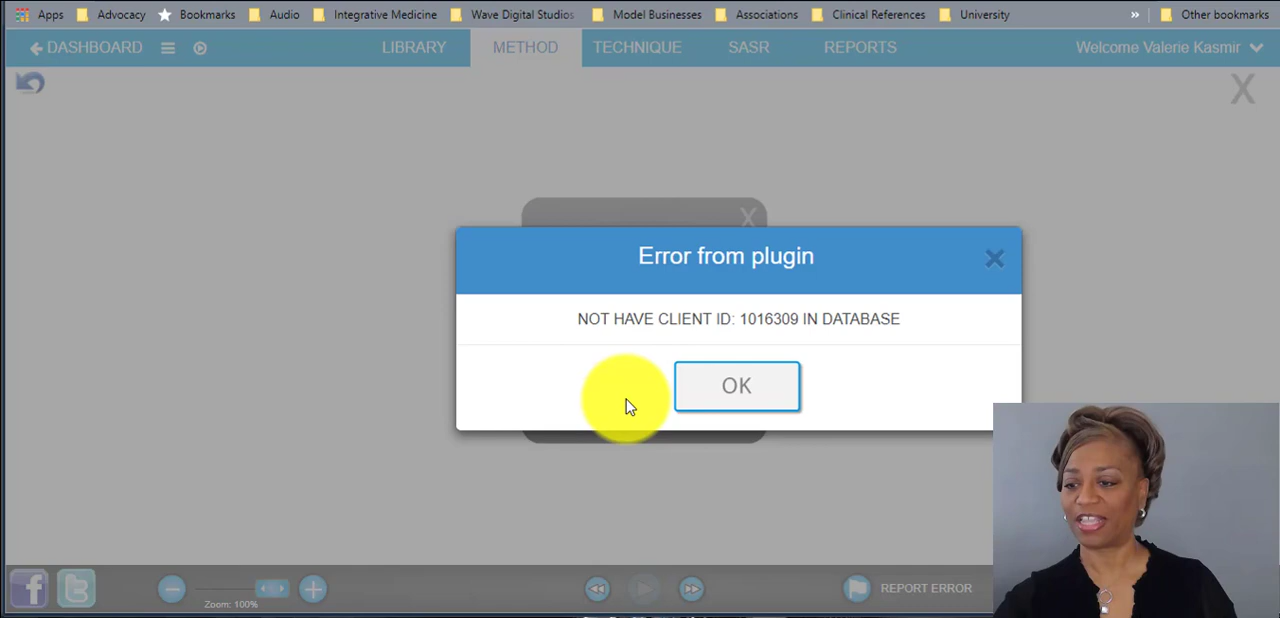 Apps Advocacy Bookmarks Audio Integrative Medicine Wave Digital Studios Model Businesses Associations Clinical References University » Other bookmarks
DASHBOARD LIBRARY METHOD TECHNIQUE SASR REPORTS Welcome Valerie Kasmir
X
X
Error from plugin
NOT HAVE CLIENT ID: 1016309 IN DATABASE
OK
Zoom: 100%
REPORT ERROR